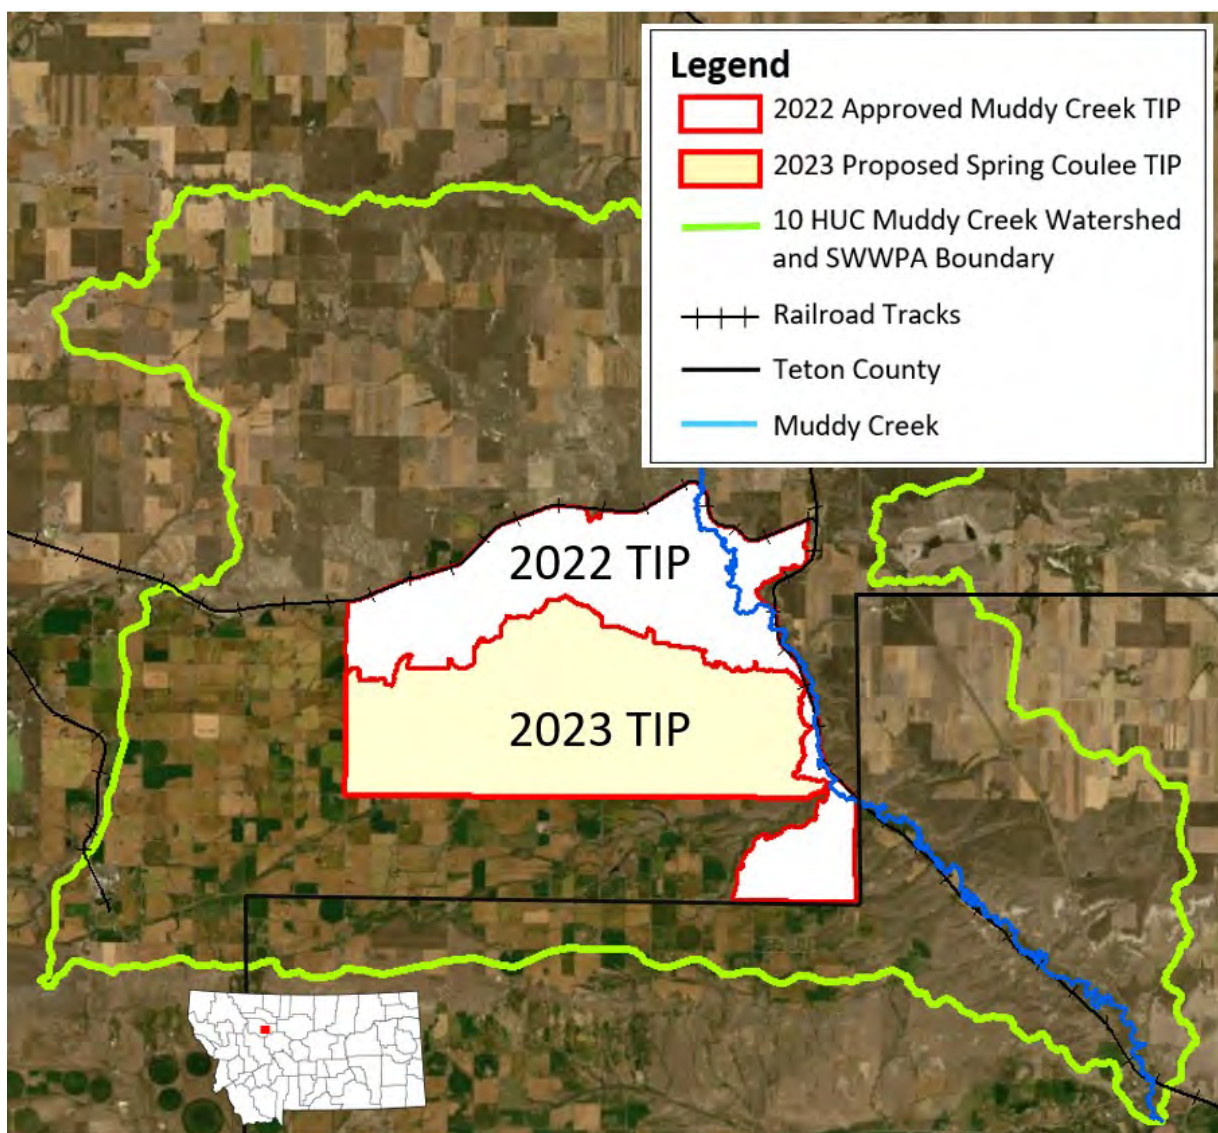 Legend
2022 Approved Muddy Creek TIP
2023 Proposed Spring Coulee TIP
10 HUC Muddy Creek Watershed
and SWWPA Boundary
Railroad Tracks
Teton County
Muddy Creek
2022 TIP
2023 TIP